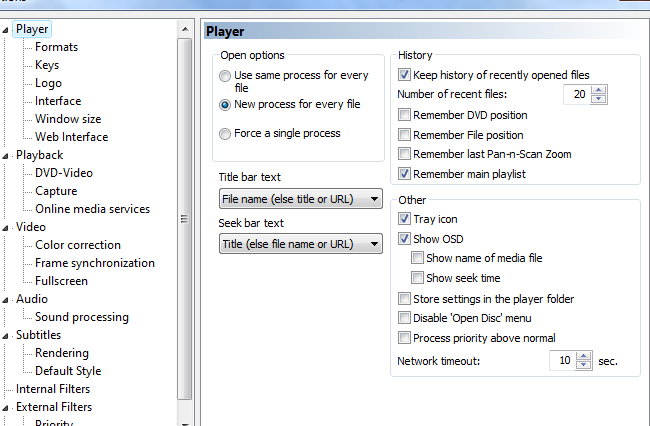 Player
Formats
Keys
Logo
Interface
Window size
Web Interface
Playback
DVD-Video
Capture
Online media services
Video
Color correction
Frame synchronization
Fullscreen
Audio
Sound processing
Subtitles
Rendering
Default Style
Internal Filters
External Filters
Priority
Player
Open options
Use same process for every
file
New process for every file
Force a single process
Title bar text
File name (else title or URL)
Seek bar text
Title (else file name or URL)
History
Keep history of recently opened files
Number of recent files: 20
Remember DVD position
Remember File position
Remember last Pan-n-Scan Zoom
Remember main playlist
Other
Tray icon
Show OSD
Show name of media file
Show seek time
Store settings in the player folder
Disable 'Open Disc' menu
Process priority above normal
Network timeout: 10 sec.